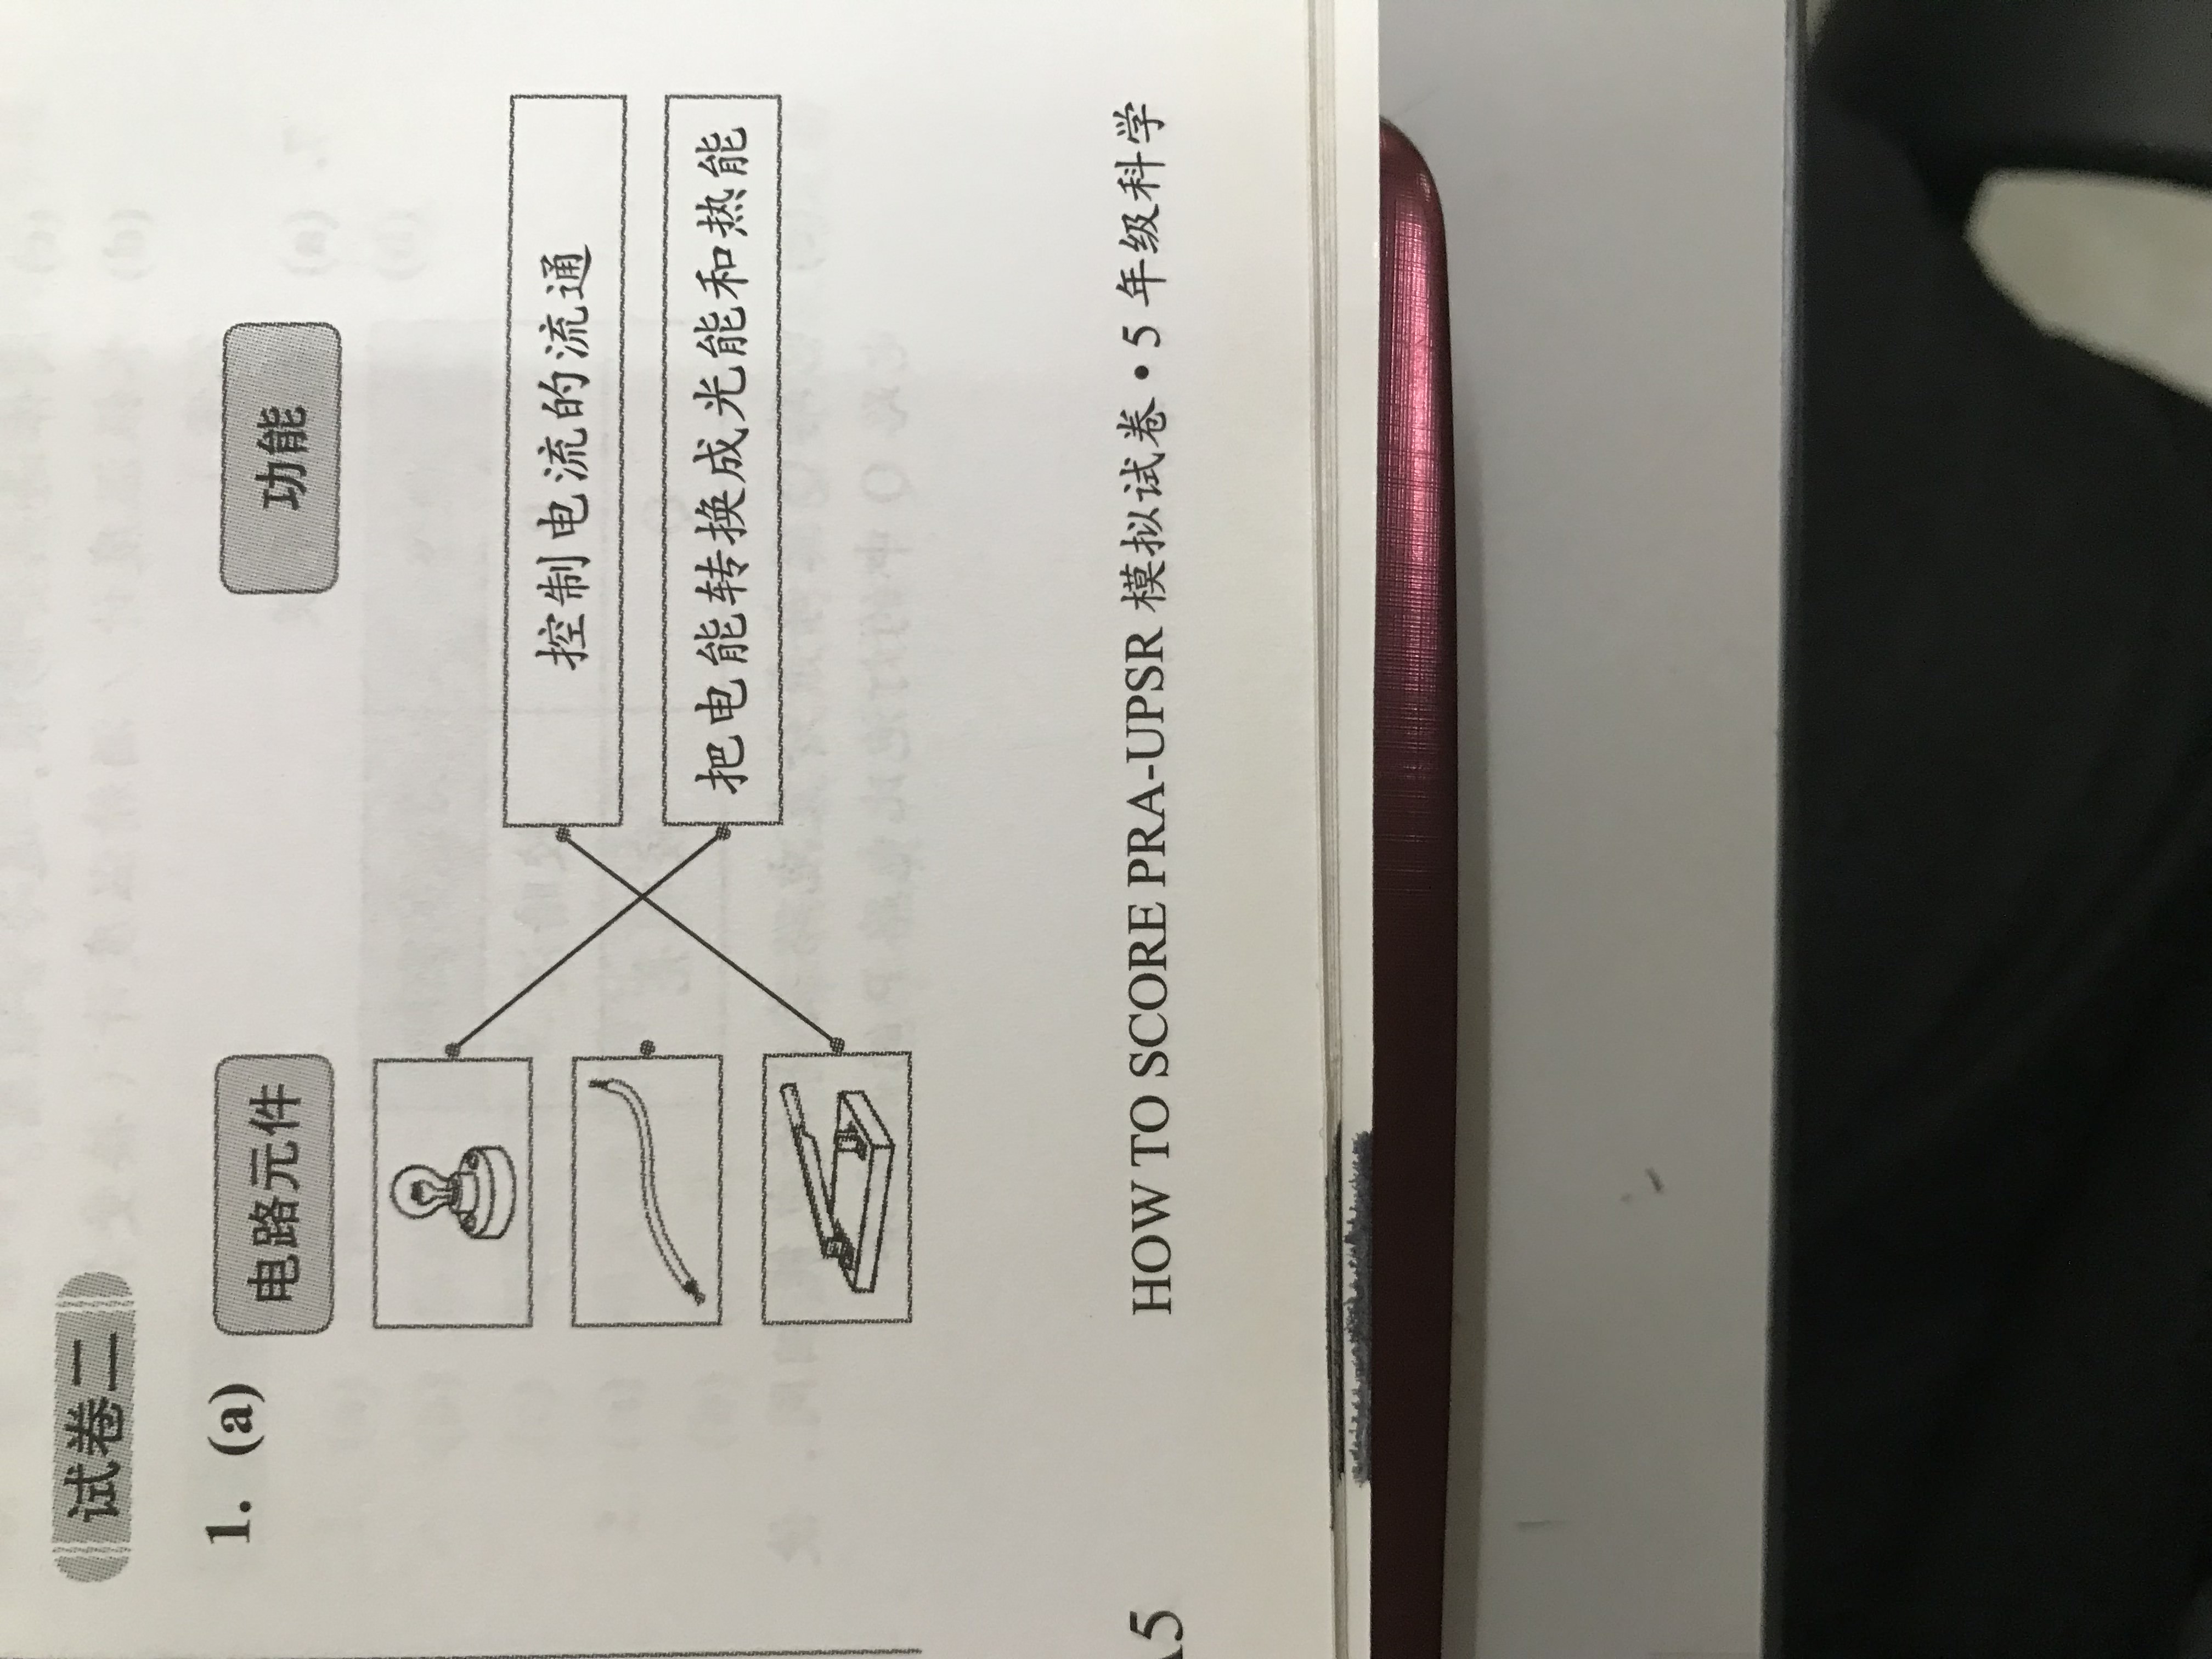 试卷二
1. (a) 电路元件 功能
控制电流的流通
把电能转换成光能和热能
A5 HOW TO SCORE PRA-UPSR 模拟试卷 • 5 年级科学